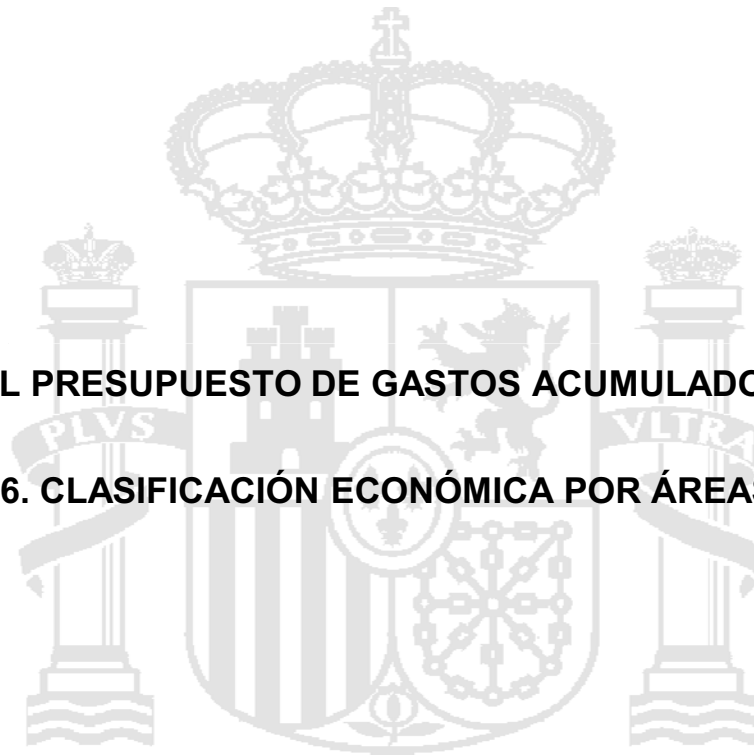 L PRESUPUESTO DE GASTOS ACUMULADO
PLVS
VLTRA
6. CLASIFICACIÓN ECONÓMICA POR ÁREAS